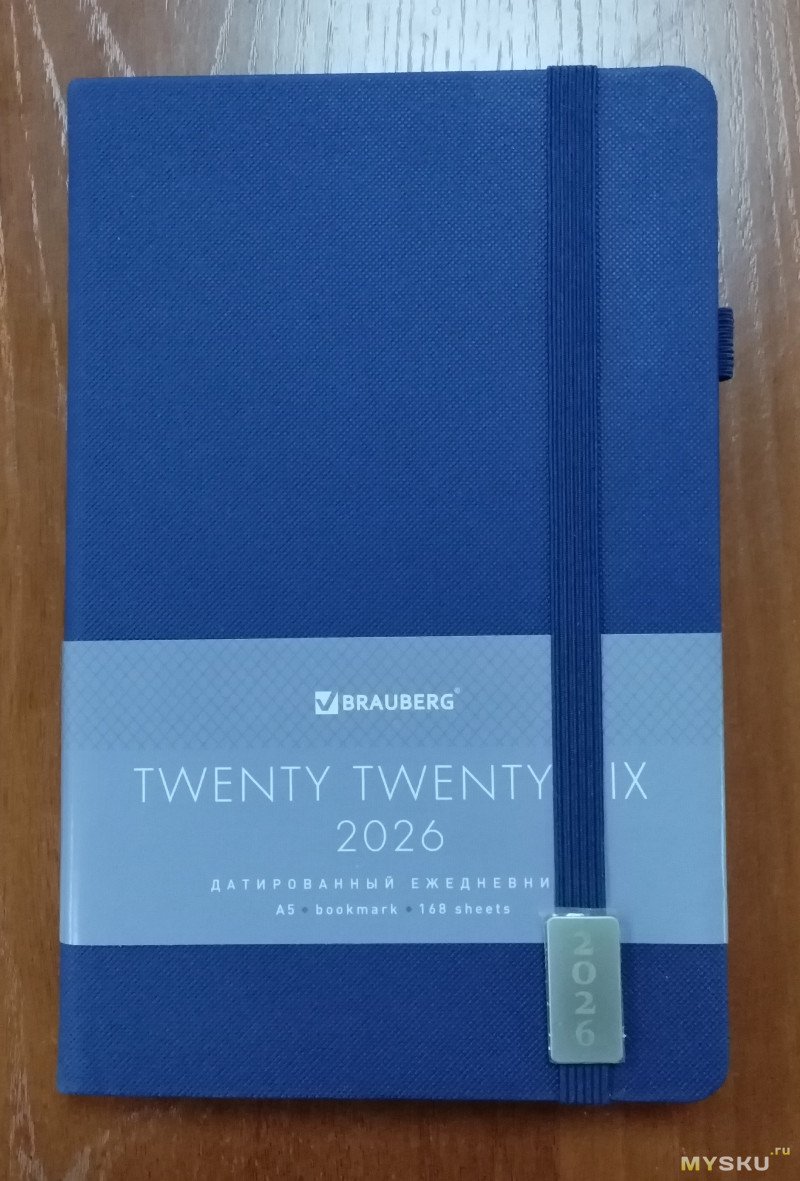 BRAUBERG®
TWENTY TWENTY IX
2026
ДАТИРОВАННЫЙ ЕЖЕДНЕВНИ
A5 • bookmark • 168 sheets
2026
MYSKU.ru